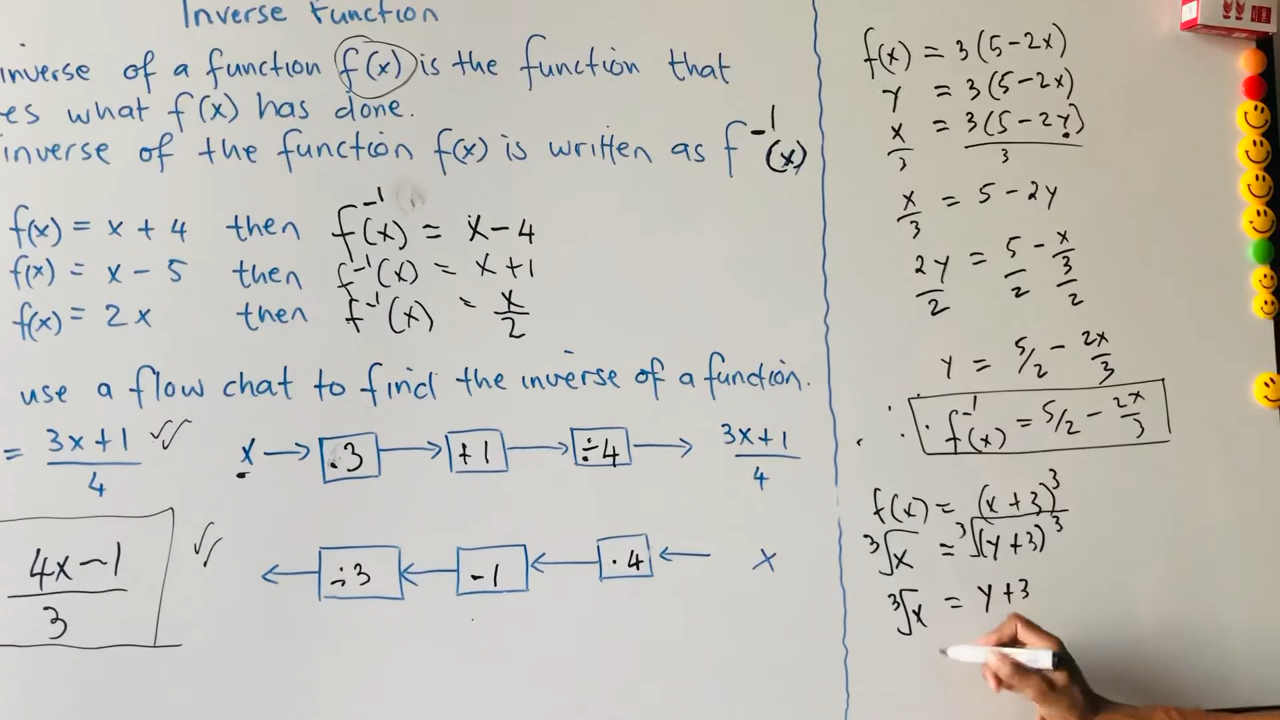 Inverse Function
inverse of a function f(x) is the function that
es what f(x) has done.
inverse of the function f(x) is written as f⁻¹(x)
f(x) = x + 4 then f⁻¹(x) = x-4
f(x) = x - 5 then f⁻¹(x) = x+1
f(x) = 2x then f⁻¹(x) = x/2
use a flow chat to find the inverse of a function.
= (3x+1)/4 ✓✓ x → .3 → +1 → ÷4 → (3x+1)/4
(4x-1)/3 ✓✓ ← ÷3 ← -1 ← .4 ← x
f(x) = 3(5-2x)
y = 3(5-2x)
x/3 = 3(5-2y)/3
x/3 = 5-2y
2y/2 = 5/2 - x/3/2
y = 5/2 - 2x/3
∴ f⁻¹(x) = 5/2 - 2x/3
f(x) = (x+3)³
³√x = ³√(y+3)³
³√x = y+3